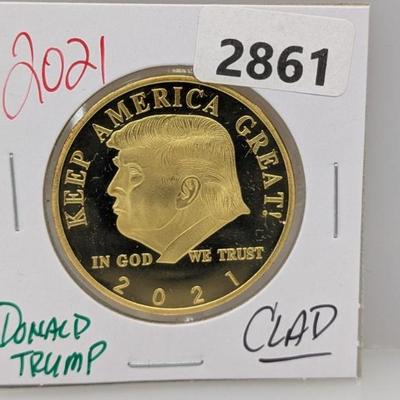 2021
2861
KEEP AMERICA GREAT!
IN GOD WE TRUST
2021
DONALD
TRUMP
CLAD